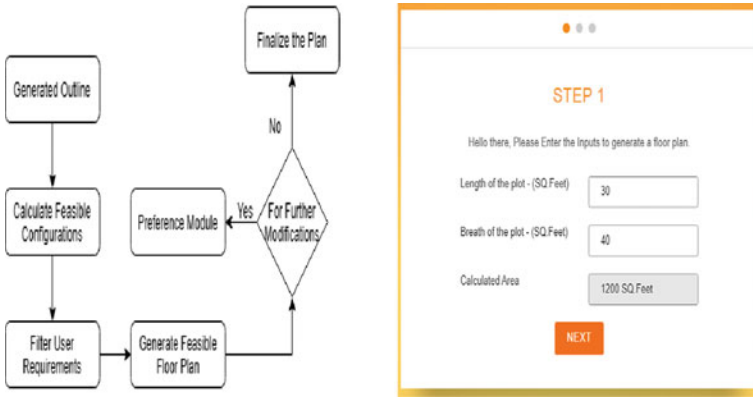 Finalize the Plan
Generated Outline
No
Calculate Feasible
Configurations
Preference Module
Yes
For Further
Modifications
Filter User
Requirements
Generate Feasible
Floor Plan
STEP 1
Hello there, Please Enter the Inputs to generate a floor plan.
Length of the plot - (SQ.Feet)
30
Breath of the plot - (SQ.Feet)
40
Calculated Area
1200 SQ.Feet
NEXT